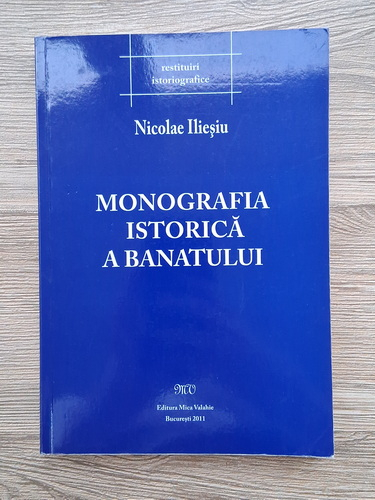 restituiri
istoriografice
Nicolae Ilieşiu
MONOGRAFIA
ISTORICĂ
A BANATULUI
MV
Editura Mica Valahie
Bucureşti 2011